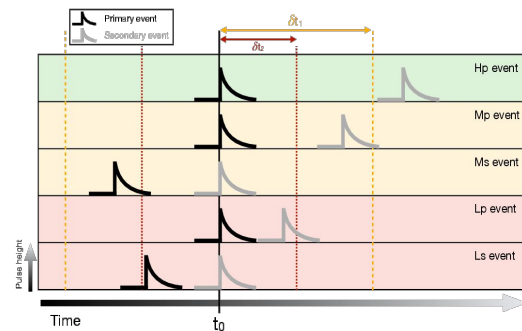 Primary event
Secondary event
δt₁
δt₂
Hp event
Mp event
Ms event
Lp event
Ls event
Pulse height
Time
t₀